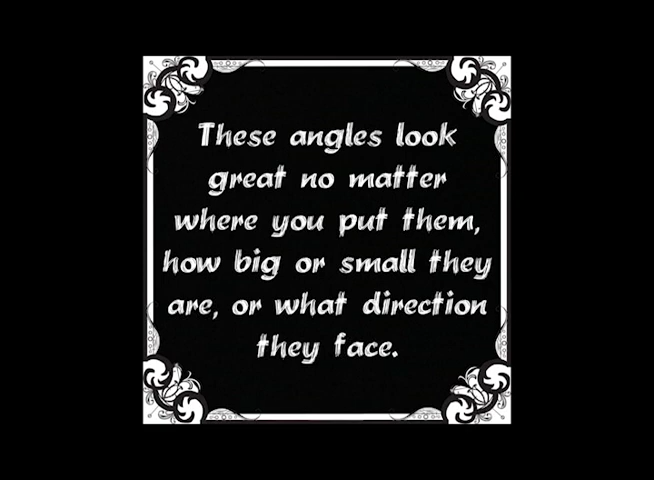 These angles look
great no matter
where you put them,
how big or small they
are, or what direction
they face.